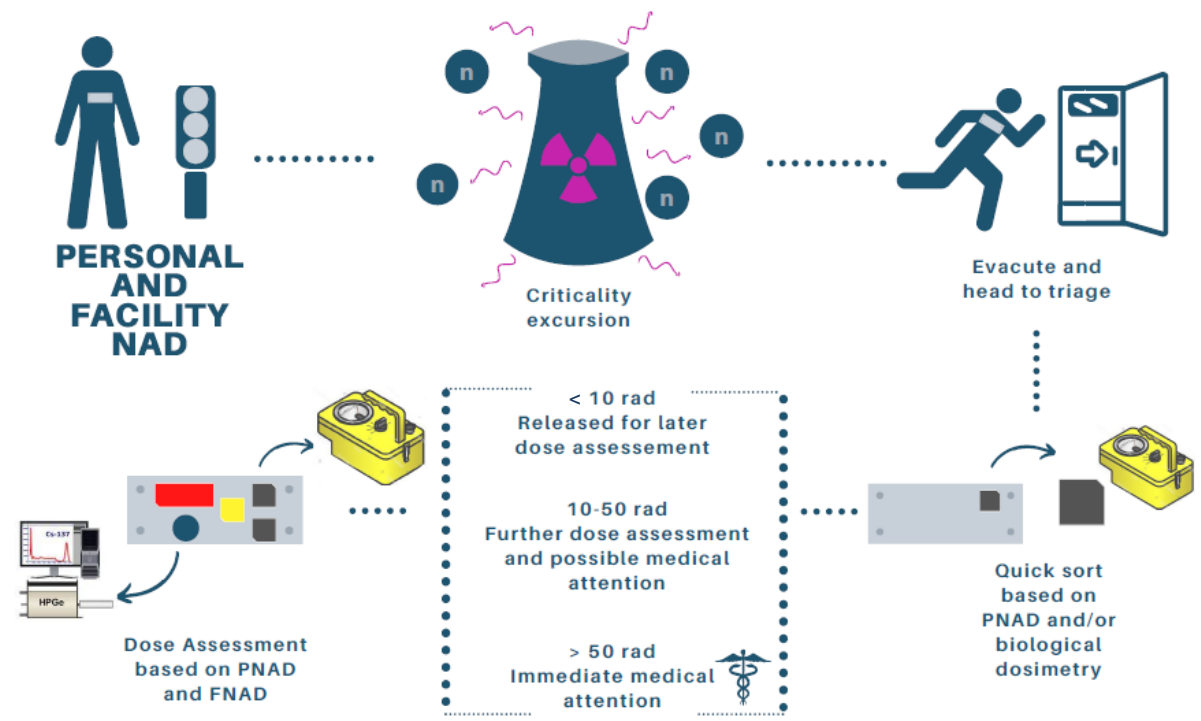 PERSONAL
AND
FACILITY
NAD
n
n
n
n
n
Criticality
excursion
Evacute and
head to triage
Quick sort
based on
PNAD and/or
biological
dosimetry
< 10 rad
Released for later
dose assessement
10-50 rad
Further dose assessment
and possible medical
attention
> 50 rad
Immediate medical
attention
Cs-137
HPGe
Dose Assessment
based on PNAD
and FNAD